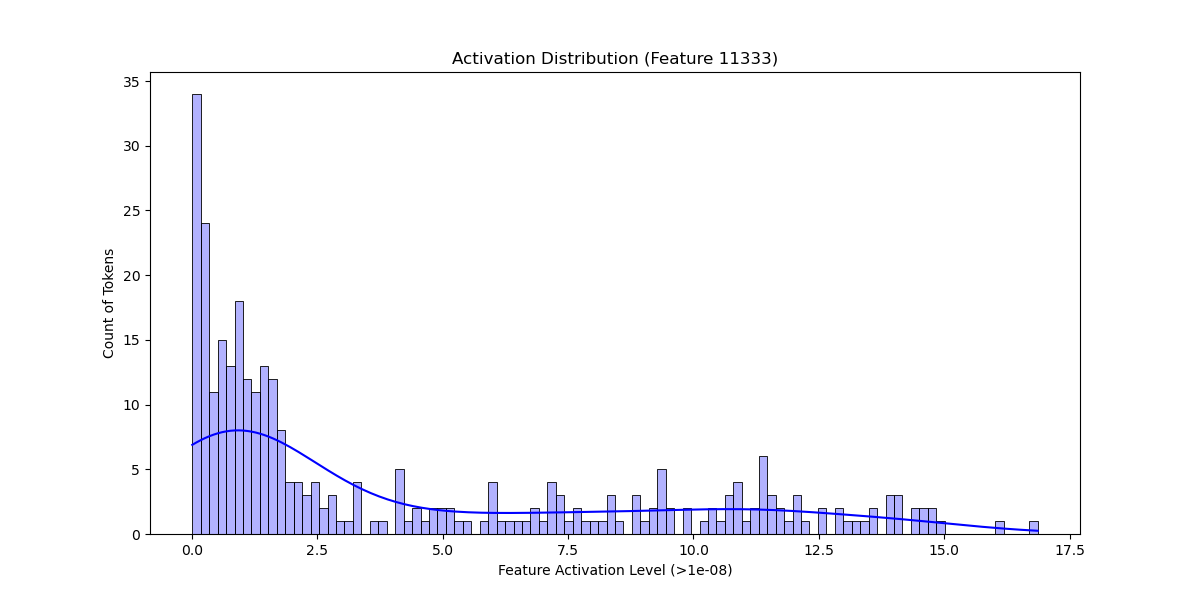 Activation Distribution (Feature 11333)
35
30
25
20
15
10
5
0
Count of Tokens
0.0 2.5 5.0 7.5 10.0 12.5 15.0 17.5
Feature Activation Level (>1e-08)